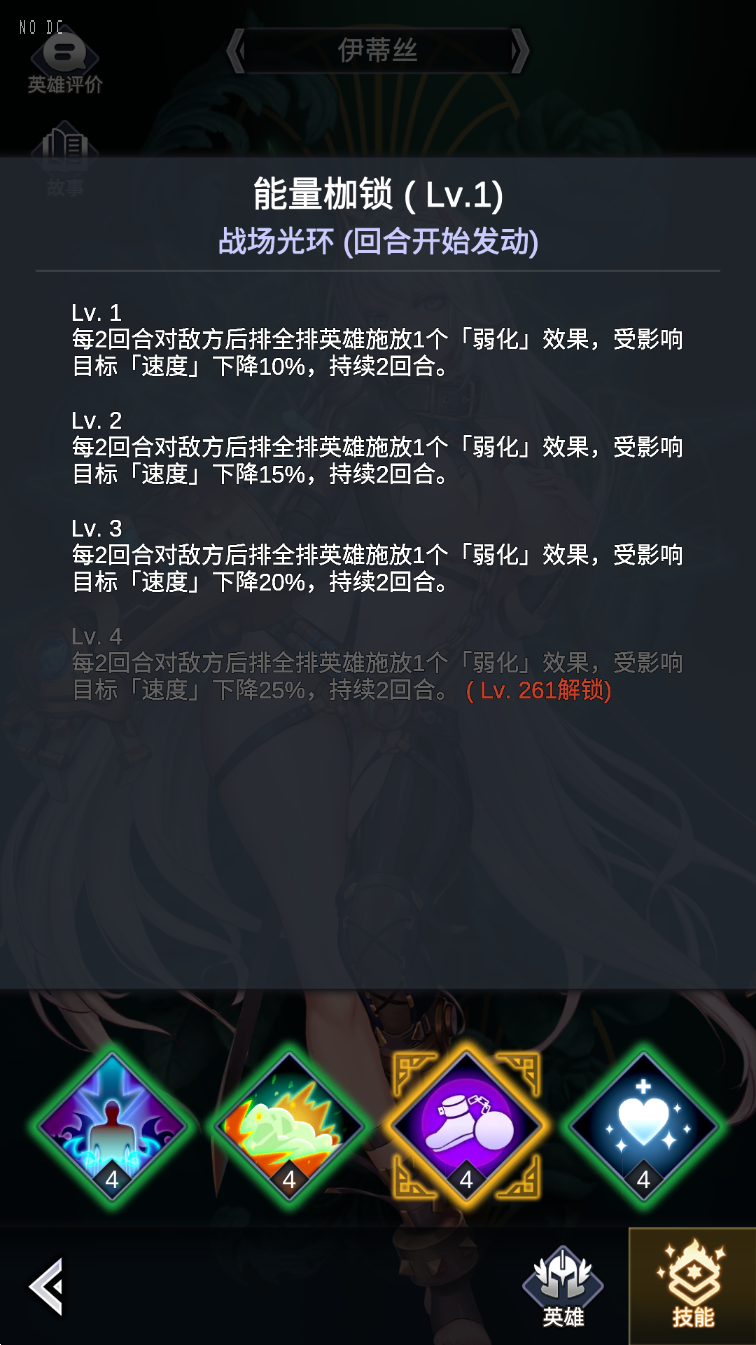 NO DC
伊蒂丝
英雄评价
故事
能量枷锁 ( Lv.1)
战场光环 (回合开始发动)
Lv. 1
每2回合对敌方后排全排英雄施放1个「弱化」效果，受影响
目标「速度」下降10%，持续2回合。
Lv. 2
每2回合对敌方后排全排英雄施放1个「弱化」效果，受影响
目标「速度」下降15%，持续2回合。
Lv. 3
每2回合对敌方后排全排英雄施放1个「弱化」效果，受影响
目标「速度」下降20%，持续2回合。
Lv. 4
每2回合对敌方后排全排英雄施放1个「弱化」效果，受影响
目标「速度」下降25%，持续2回合。 ( Lv. 261解锁)
4
4
4
4
英雄
技能